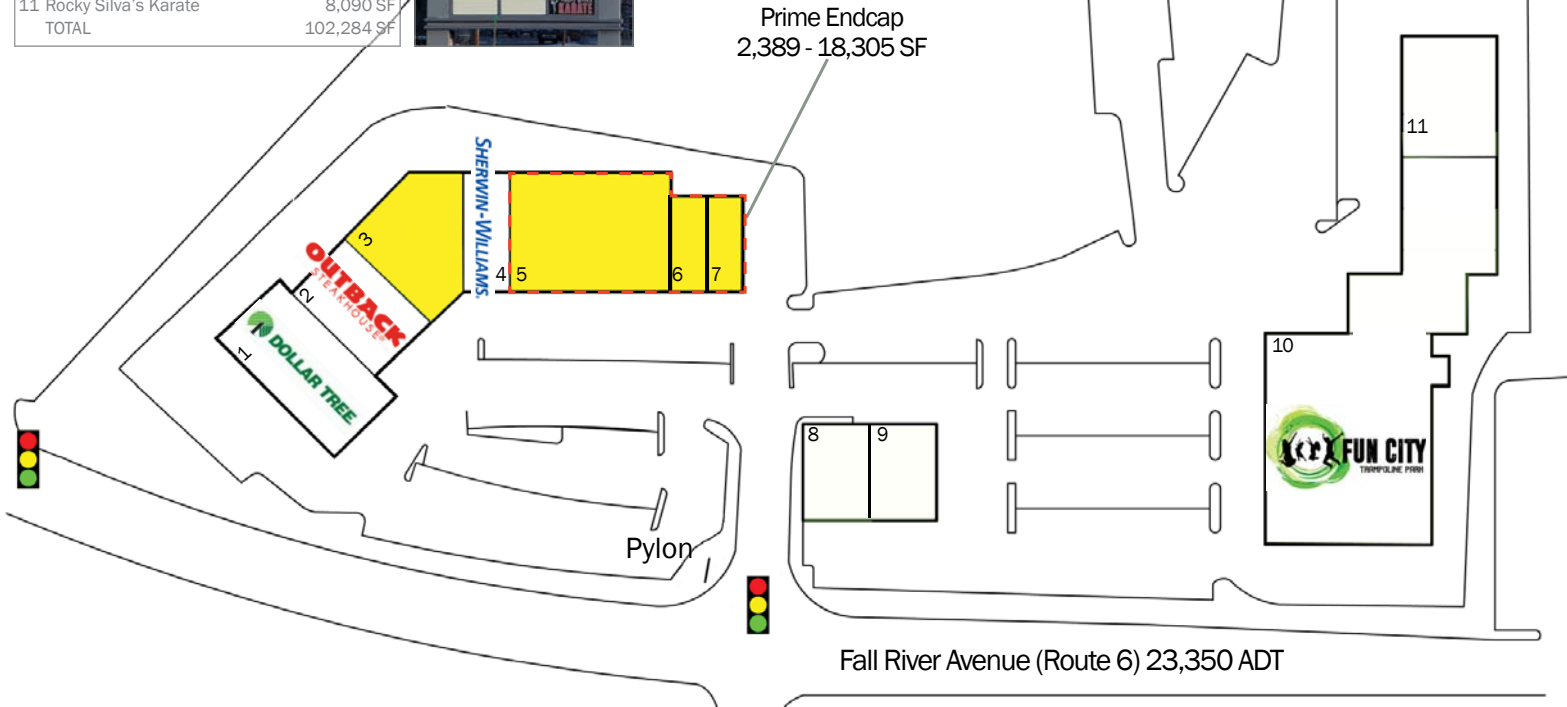 11 Rocky Silva's Karate 8,090 SF
TOTAL 102,284 SF
KARATE
Prime Endcap
2,389 - 18,305 SF
11
SHERWIN-WILLIAMS.
3
OUTBACK
STEAKHOUSE®
2
4
5
6
7
1
DOLLAR TREE
10
8
9
FUN CITY
TRAMPOLINE PARK
Pylon
Fall River Avenue (Route 6) 23,350 ADT